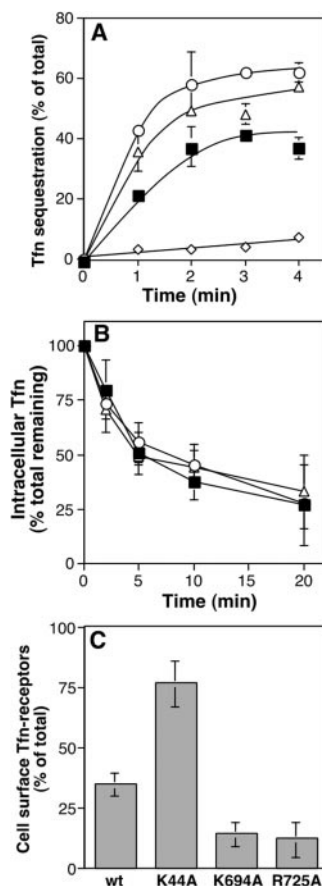 A
Tfn sequestration (% of total)
80
60
40
20
0
0 1 2 3 4
Time (min)
B
Intracellular Tfn
(% total remaining)
100
75
50
25
0
0 5 10 15 20
Time (min)
C
Cell surface Tfn-receptors
(% of total)
100
75
50
25
0
wt K44A K694A R725A